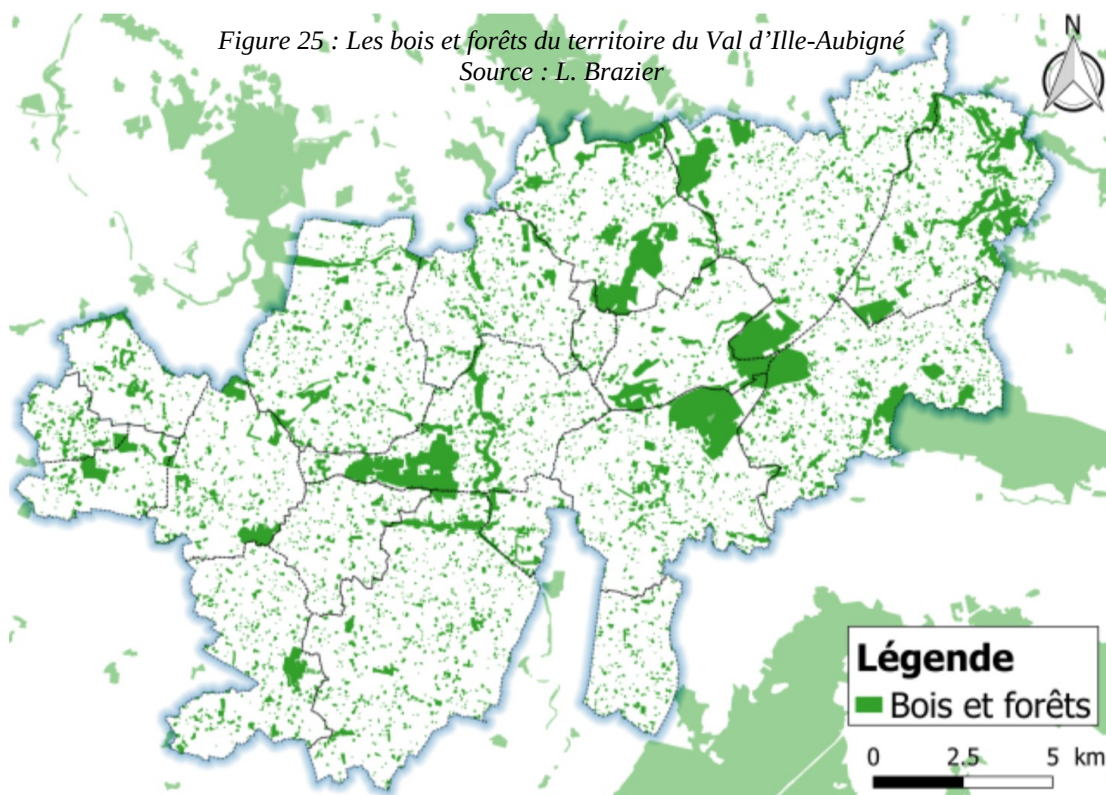 Figure 25 : Les bois et forêts du territoire du Val d'Ille-Aubigné
Source : L. Brazier
N
Légende
Bois et forêts
0 2.5 5 km